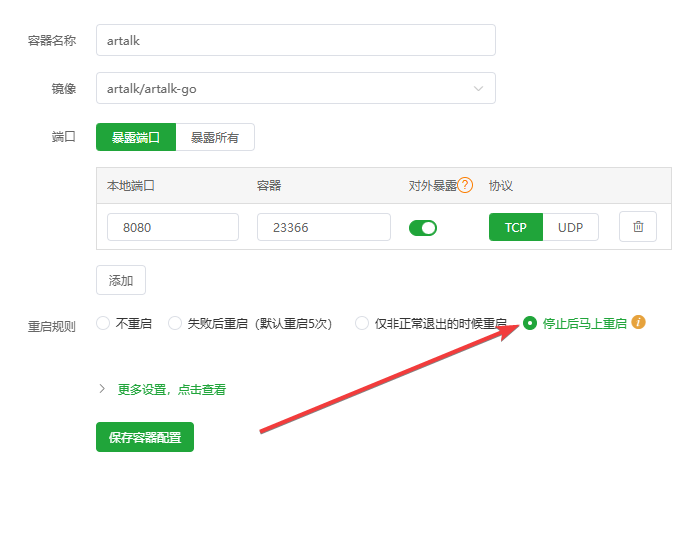 容器名称 artalk
镜像 artalk/artalk-go
端口 暴露端口 暴露所有
本地端口 容器 对外暴露? 协议
8080 23366 TCP UDP
添加
重启规则 不重启 失败后重启（默认重启5次） 仅非正常退出的时候重启 停止后马上重启 i
更多设置，点击查看
保存容器配置